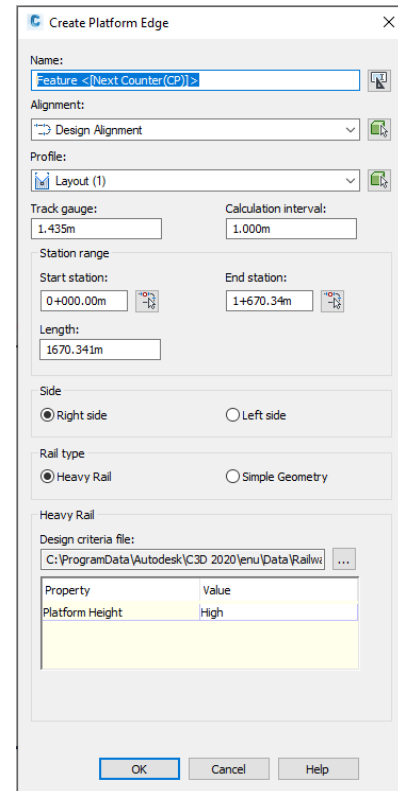 Create Platform Edge
Name:
Feature <[Next Counter(CP)]>
Alignment:
Design Alignment
Profile:
Layout (1)
Track gauge: Calculation interval:
1.435m 1.000m
Station range
Start station: End station:
0+000.00m 1+670.34m
Length:
1670.341m
Side
Right side Left side
Rail type
Heavy Rail Simple Geometry
Heavy Rail
Design criteria file:
C:\ProgramData\Autodesk\C3D 2020\enu\Data\Railwa ...
Property Value
Platform Height High
OK Cancel Help